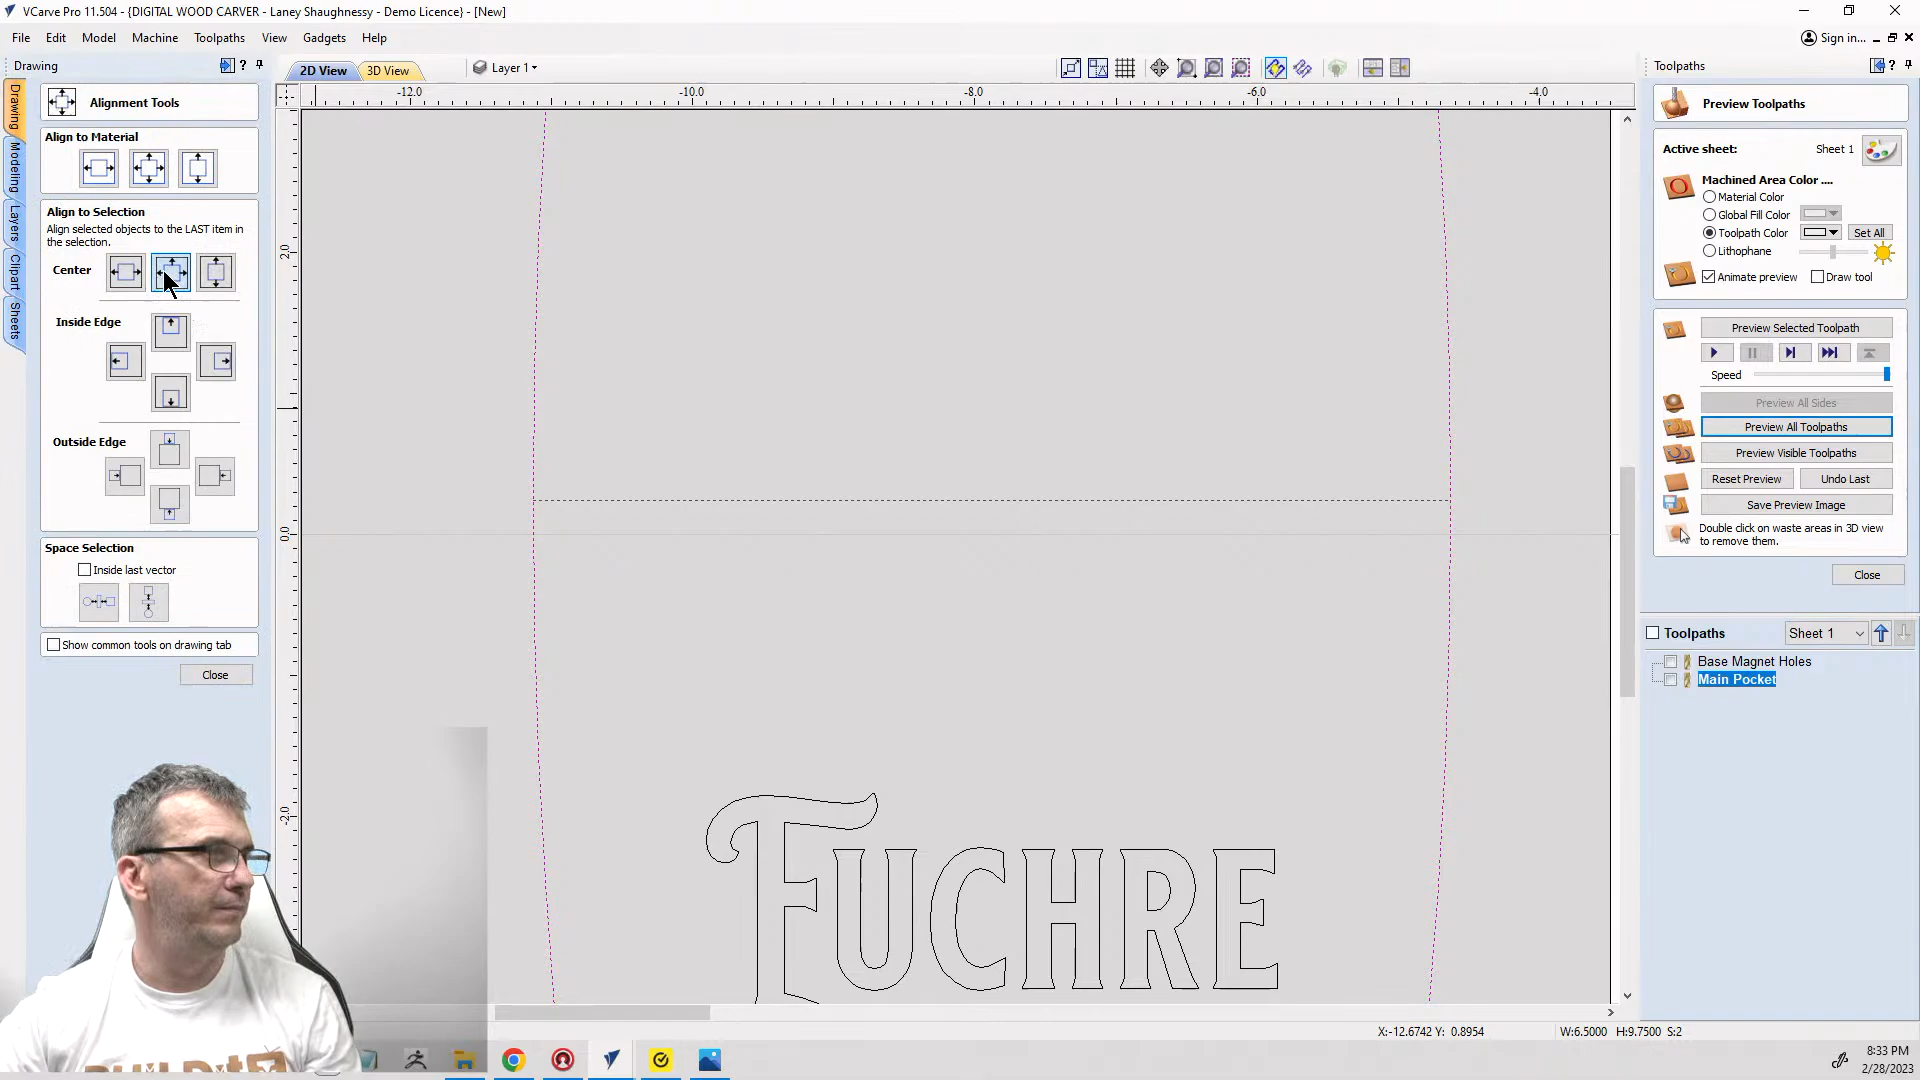 VCarve Pro 11.504 - {DIGITAL WOOD CARVER - Laney Shaughnessy - Demo Licence} - [New]
File Edit Model Machine Toolpaths View Gadgets Help
Sign in...
Drawing
2D View
3D View
Layer 1
Toolpaths
Drawing
Modeling
Layers
Clipart
Sheets
Alignment Tools
Align to Material
Align to Selection
Align selected objects to the LAST item in
the selection.
Center
Inside Edge
Outside Edge
Space Selection
Inside last vector
Show common tools on drawing tab
Close
-12.0 -10.0 -8.0 -6.0 -4.0
2.0
0.0
-2.0
FUCHRE
Preview Toolpaths
Active sheet: Sheet 1
Machined Area Color ....
Material Color
Global Fill Color
Toolpath Color Set All
Lithophane
Animate preview Draw tool
Preview Selected Toolpath
Speed
Preview All Sides
Preview All Toolpaths
Preview Visible Toolpaths
Reset Preview Undo Last
Save Preview Image
Double click on waste areas in 3D view
to remove them.
Close
Toolpaths Sheet 1
Base Magnet Holes
Main Pocket
X:-12.6742 Y: 0.8954
W:6.5000 H:9.7500 S:2
8:33 PM
2/28/2023